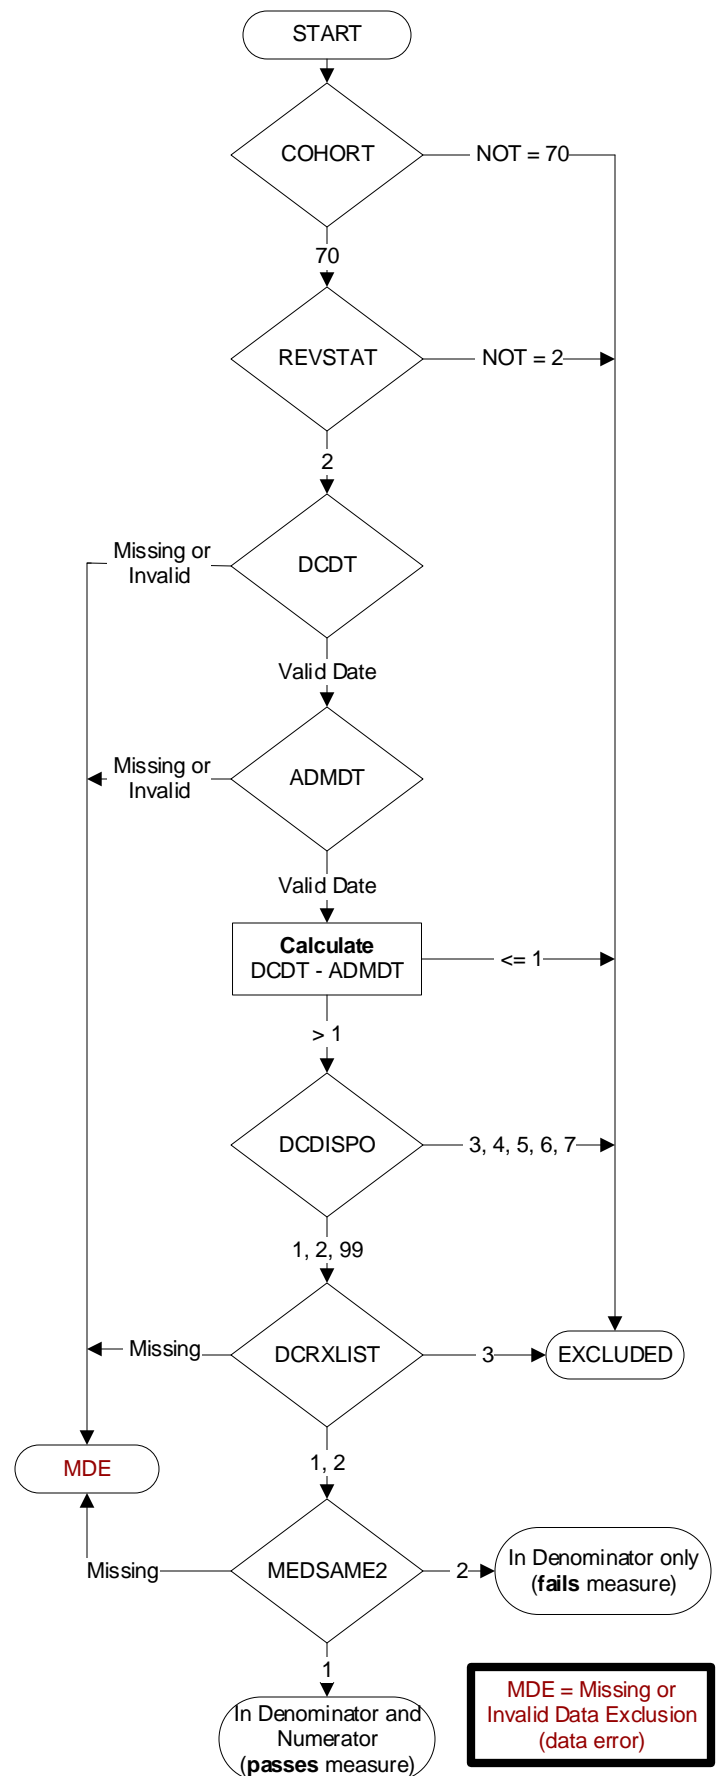 START
COHORT
NOT = 70
70
REVSTAT
NOT = 2
2
Missing or
Invalid
DCDT
Valid Date
Missing or
Invalid
ADMDT
Valid Date
Calculate
DCDT - ADMDT
<= 1
> 1
DCDISPO
3, 4, 5, 6, 7
1, 2, 99
Missing
DCRXLIST
3
EXCLUDED
MDE
1, 2
Missing
MEDSAME2
2
In Denominator only
(fails measure)
1
In Denominator and
Numerator
(passes measure)
MDE = Missing or
Invalid Data Exclusion
(data error)